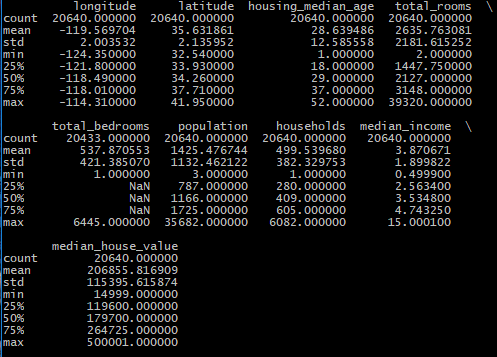 longitude latitude housing_median_age total_rooms \
count 20640.000000 20640.000000 20640.000000 20640.000000
mean -119.569704 35.631861 28.639486 2635.763081
std 2.003532 2.135952 12.585558 2181.615252
min -124.350000 32.540000 1.000000 2.000000
25% -121.800000 33.930000 18.000000 1447.750000
50% -118.490000 34.260000 29.000000 2127.000000
75% -118.010000 37.710000 37.000000 3148.000000
max -114.310000 41.950000 52.000000 39320.000000
total_bedrooms population households median_income \
count 20433.000000 20640.000000 20640.000000 20640.000000
mean 537.870553 1425.476744 499.539680 3.870671
std 421.385070 1132.462122 382.329753 1.899822
min 1.000000 3.000000 1.000000 0.499900
25% NaN 787.000000 280.000000 2.563400
50% NaN 1166.000000 409.000000 3.534800
75% NaN 1725.000000 605.000000 4.743250
max 6445.000000 35682.000000 6082.000000 15.000100
median_house_value
count 20640.000000
mean 206855.816909
std 115395.615874
min 14999.000000
25% 119600.000000
50% 179700.000000
75% 264725.000000
max 500001.000000